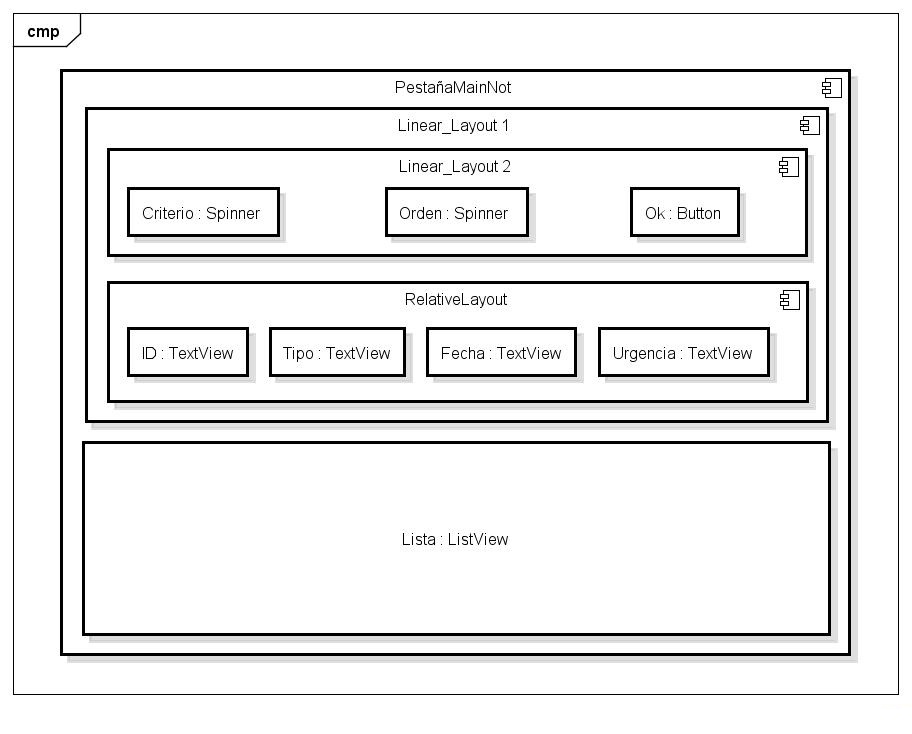 cmp
PestañaMainNot
Linear_Layout 1
Linear_Layout 2
Criterio : Spinner
Orden : Spinner
Ok : Button
RelativeLayout
ID : TextView
Tipo : TextView
Fecha : TextView
Urgencia : TextView
Lista : ListView